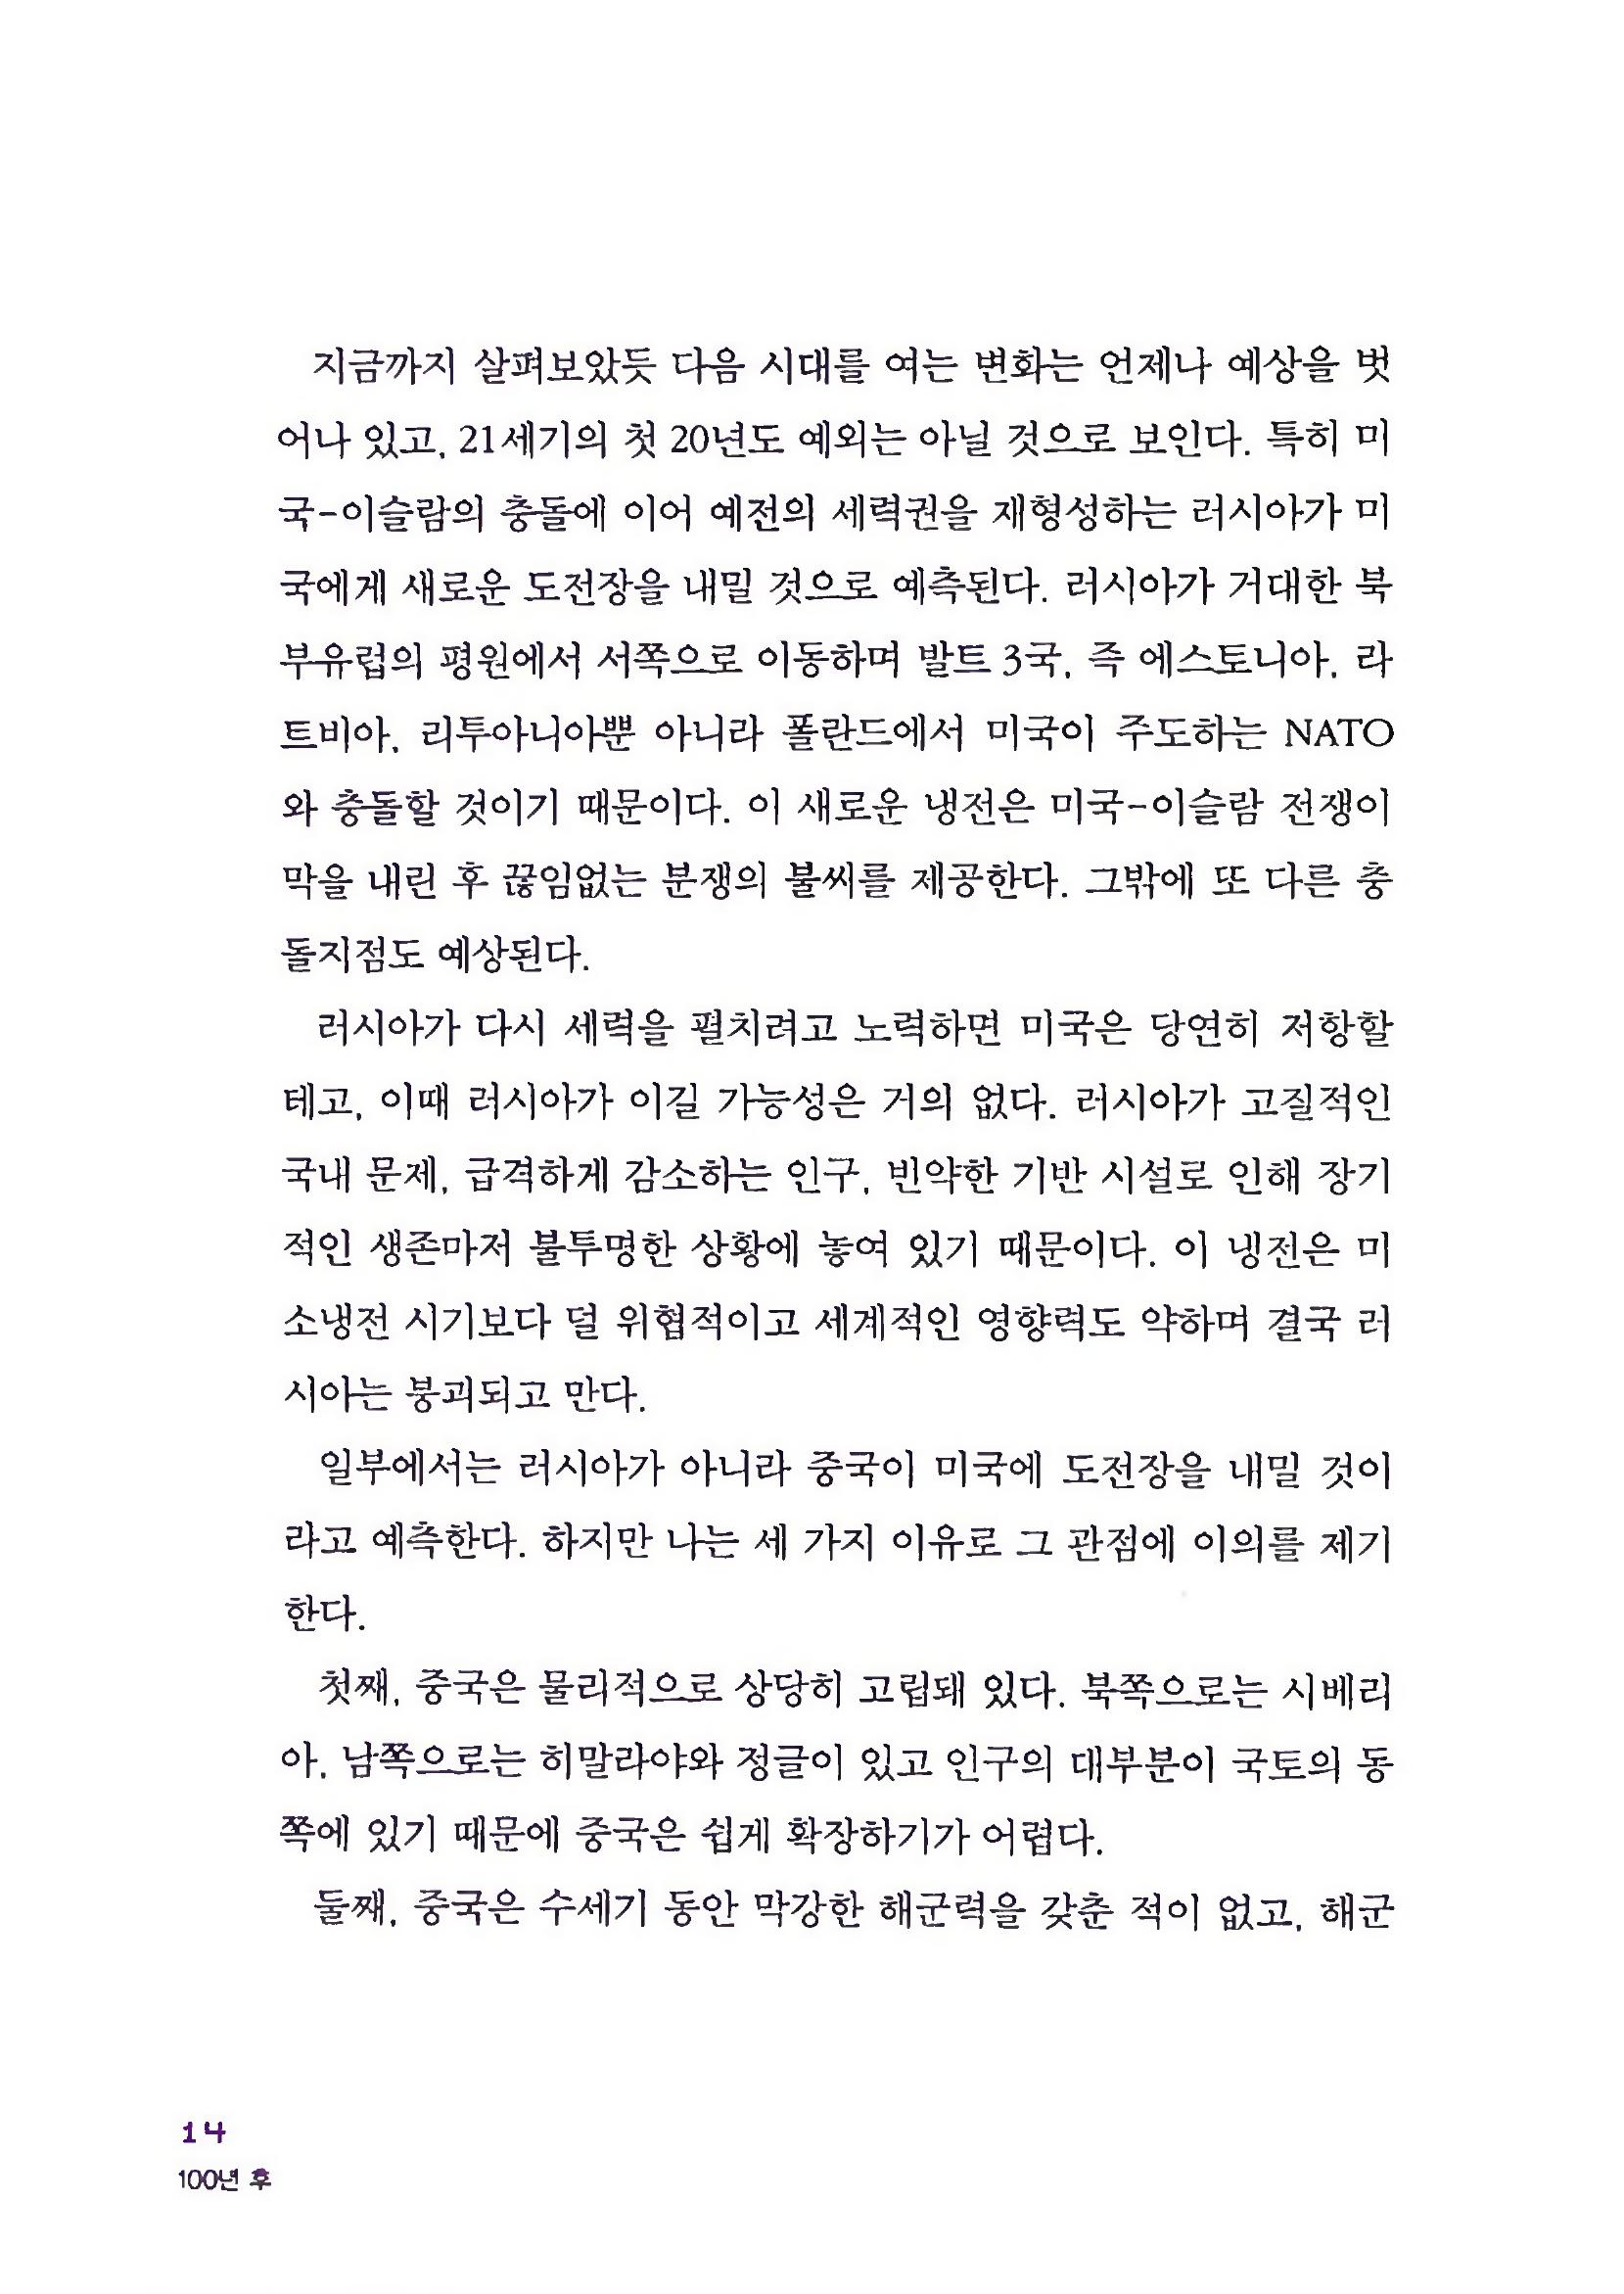 지금까지 살펴보았듯 다음 시대를 여는 변화는 언제나 예상을 벗
어나 있고, 21세기의 첫 20년도 예외는 아닐 것으로 보인다. 특히 미
국-이슬람의 충돌에 이어 예전의 세력권을 재형성하는 러시아가 미
국에게 새로운 도전장을 내밀 것으로 예측된다. 러시아가 거대한 북
부유럽의 평원에서 서쪽으로 이동하며 발트 3국, 즉 에스토니아, 라
트비아, 리투아니아뿐 아니라 폴란드에서 미국이 주도하는 NATO
와 충돌할 것이기 때문이다. 이 새로운 냉전은 미국-이슬람 전쟁이
막을 내린 후 끊임없는 분쟁의 불씨를 제공한다. 그밖에 또 다른 충
돌지점도 예상된다.
러시아가 다시 세력을 펼치려고 노력하면 미국은 당연히 저항할
테고, 이때 러시아가 이길 가능성은 거의 없다. 러시아가 고질적인
국내 문제, 급격하게 감소하는 인구, 빈약한 기반 시설로 인해 장기
적인 생존마저 불투명한 상황에 놓여 있기 때문이다. 이 냉전은 미
소냉전 시기보다 덜 위협적이고 세계적인 영향력도 약하며 결국 러
시아는 붕괴되고 만다.
일부에서는 러시아가 아니라 중국이 미국에 도전장을 내밀 것이
라고 예측한다. 하지만 나는 세 가지 이유로 그 관점에 이의를 제기
한다.
첫째, 중국은 물리적으로 상당히 고립돼 있다. 북쪽으로는 시베리
아, 남쪽으로는 히말라야와 정글이 있고 인구의 대부분이 국토의 동
쪽에 있기 때문에 중국은 쉽게 확장하기가 어렵다.
둘째, 중국은 수세기 동안 막강한 해군력을 갖춘 적이 없고, 해군
14
100년 후